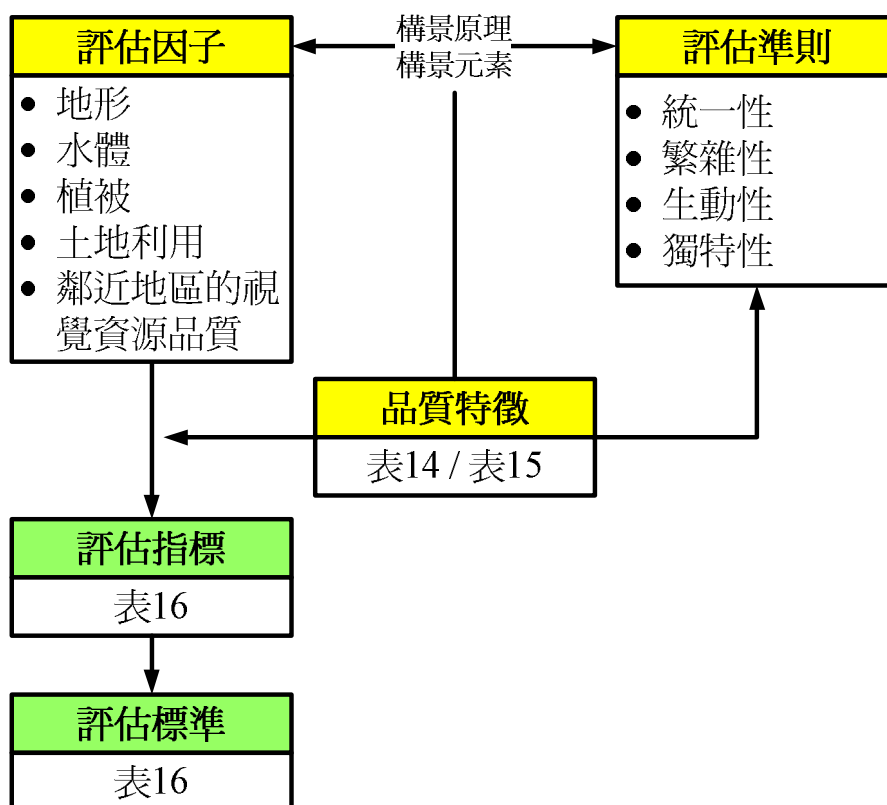 評估因子
• 地形
• 水體
• 植被
• 土地利用
• 鄰近地區的視
覺資源品質
構景原理
構景元素
評估準則
• 統一性
• 繁雜性
• 生動性
• 獨特性
品質特徵
表14 / 表15
評估指標
表16
評估標準
表16